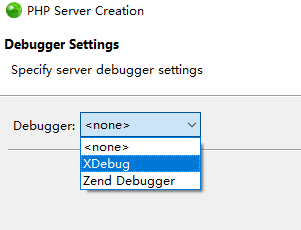 PHP Server Creation
Debugger Settings
Specify server debugger settings
Debugger: <none>
<none>
XDebug
Zend Debugger